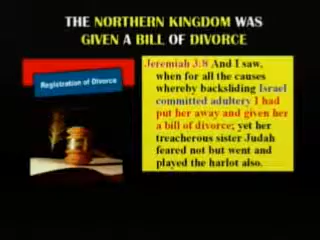 THE NORTHERN KINGDOM WAS
GIVEN A BILL OF DIVORCE
Registration of Divorce
Jeremiah 3:8 And I saw,
when for all the causes
whereby backsliding Israel
committed adultery I had
put her away and given her
a bill of divorce; yet her
treacherous sister Judah
feared not but went and
played the harlot also.